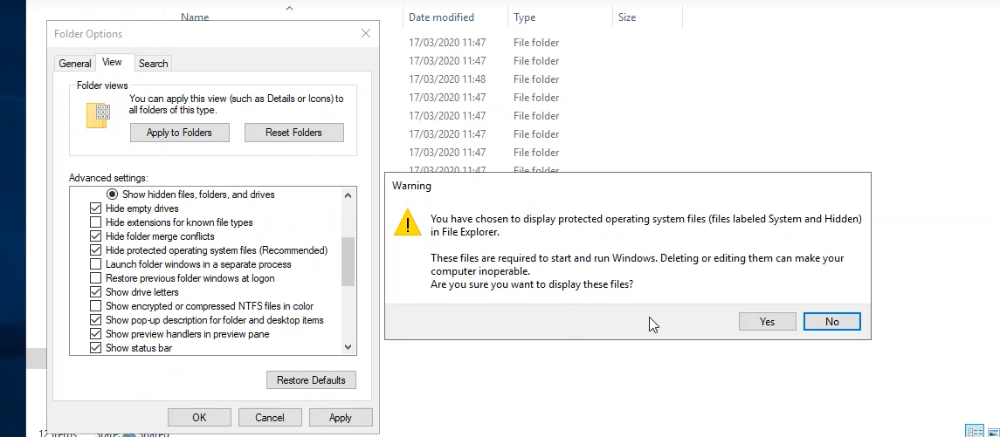 Name
Date modified
Type
Size
Folder Options
17/03/2020 11:47 File folder
17/03/2020 11:47 File folder
17/03/2020 11:48 File folder
17/03/2020 11:47 File folder
17/03/2020 11:47 File folder
17/03/2020 11:47 File folder
17/03/2020 11:47 File folder
17/03/2020 11:47 File folder
General
View
Search
Folder views
You can apply this view (such as Details or Icons) to
all folders of this type.
Apply to Folders
Reset Folders
Advanced settings:
Show hidden files, folders, and drives
Hide empty drives
Hide extensions for known file types
Hide folder merge conflicts
Hide protected operating system files (Recommended)
Launch folder windows in a separate process
Restore previous folder windows at logon
Show drive letters
Show encrypted or compressed NTFS files in color
Show pop-up description for folder and desktop items
Show preview handlers in preview pane
Show status bar
Restore Defaults
OK
Cancel
Apply
Warning
You have chosen to display protected operating system files (files labeled System and Hidden)
in File Explorer.
These files are required to start and run Windows. Deleting or editing them can make your
computer inoperable.
Are you sure you want to display these files?
Yes
No
12 items State: Shared